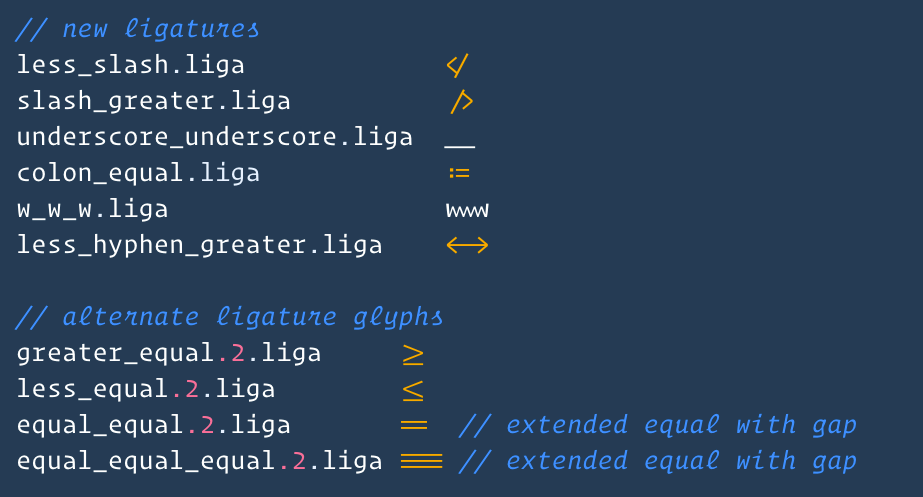 // new ligatures
less_slash.liga </
slash_greater.liga />
underscore_underscore.liga __
colon_equal.liga :=
w_w_w.liga www
less_hyphen_greater.liga <->
// alternate ligature glyphs
greater_equal.2.liga ≥
less_equal.2.liga ≤
equal_equal.2.liga == // extended equal with gap
equal_equal_equal.2.liga === // extended equal with gap